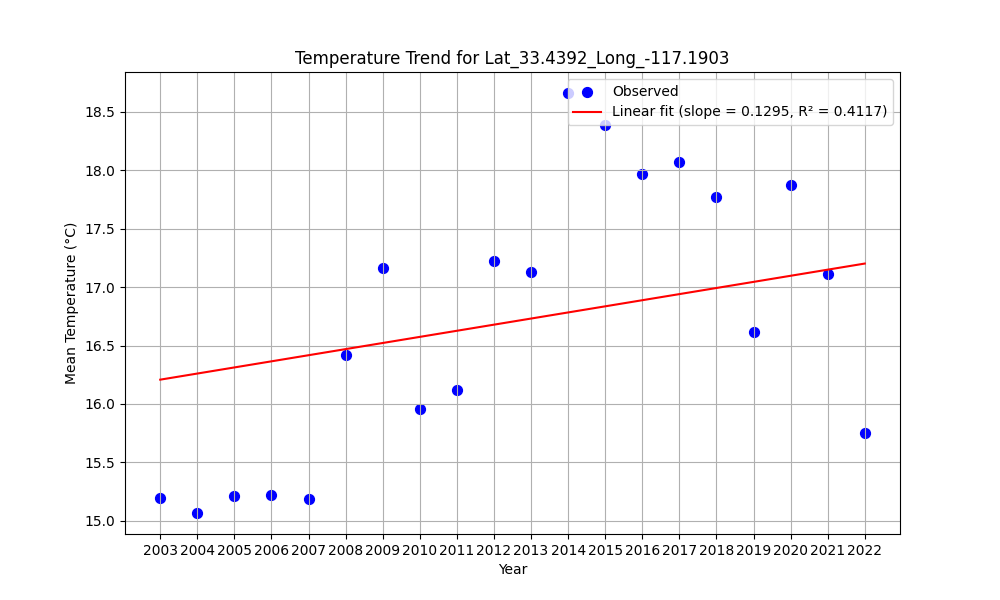 Temperature Trend for Lat_33.4392_Long_-117.1903
Observed
Linear fit (slope = 0.1295, R² = 0.4117)
Mean Temperature (°C)
18.5
18.0
17.5
17.0
16.5
16.0
15.5
15.0
2003 2004 2005 2006 2007 2008 2009 2010 2011 2012 2013 2014 2015 2016 2017 2018 2019 2020 2021 2022
Year